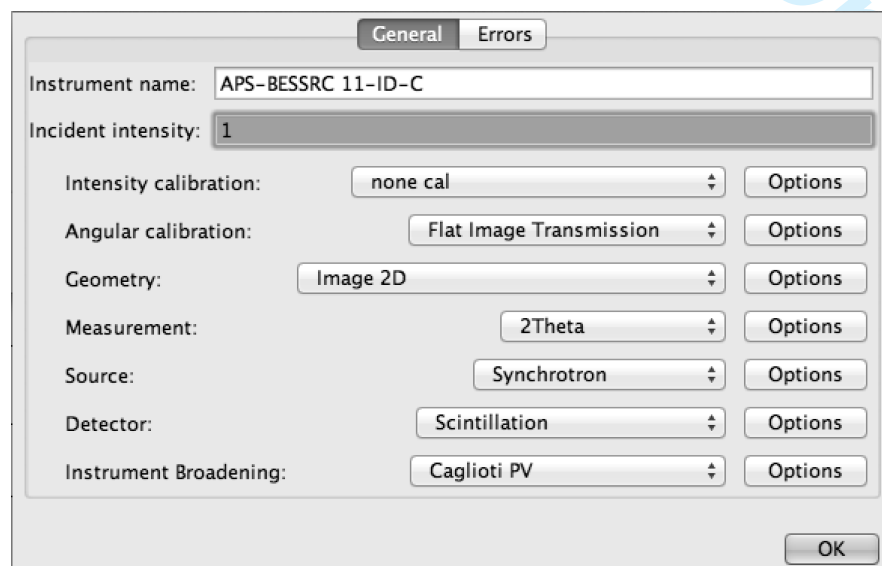 General Errors
Instrument name: APS-BESSRC 11-ID-C
Incident intensity: 1
Intensity calibration: none cal Options
Angular calibration: Flat Image Transmission Options
Geometry: Image 2D Options
Measurement: 2Theta Options
Source: Synchrotron Options
Detector: Scintillation Options
Instrument Broadening: Caglioti PV Options
OK